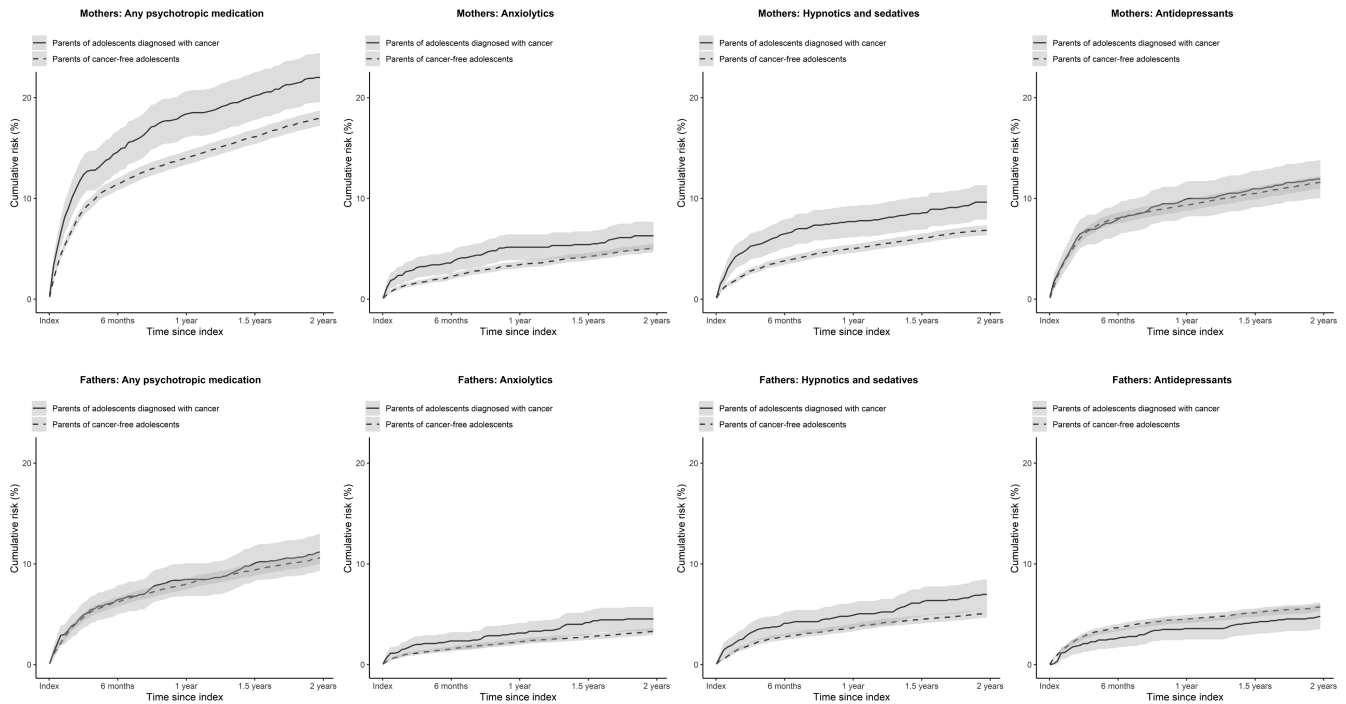 Mothers: Any psychotropic medication
Parents of adolescents diagnosed with cancer
Parents of cancer-free adolescents
Cumulative risk (%)
20
10
0
Index
6 months
1 year
1.5 years
2 years
Time since index
Mothers: Anxiolytics
Parents of adolescents diagnosed with cancer
Parents of cancer-free adolescents
Cumulative risk (%)
20
10
0
Index
6 months
1 year
1.5 years
2 years
Time since index
Mothers: Hypnotics and sedatives
Parents of adolescents diagnosed with cancer
Parents of cancer-free adolescents
Cumulative risk (%)
20
10
0
Index
6 months
1 year
1.5 years
2 years
Time since index
Mothers: Antidepressants
Parents of adolescents diagnosed with cancer
Parents of cancer-free adolescents
Cumulative risk (%)
20
10
0
Index
6 months
1 year
1.5 years
2 years
Time since index
Fathers: Any psychotropic medication
Parents of adolescents diagnosed with cancer
Parents of cancer-free adolescents
Cumulative risk (%)
20
10
0
Index
6 months
1 year
1.5 years
2 years
Time since index
Fathers: Anxiolytics
Parents of adolescents diagnosed with cancer
Parents of cancer-free adolescents
Cumulative risk (%)
20
10
0
Index
6 months
1 year
1.5 years
2 years
Time since index
Fathers: Hypnotics and sedatives
Parents of adolescents diagnosed with cancer
Parents of cancer-free adolescents
Cumulative risk (%)
20
10
0
Index
6 months
1 year
1.5 years
2 years
Time since index
Fathers: Antidepressants
Parents of adolescents diagnosed with cancer
Parents of cancer-free adolescents
Cumulative risk (%)
20
10
0
Index
6 months
1 year
1.5 years
2 years
Time since index